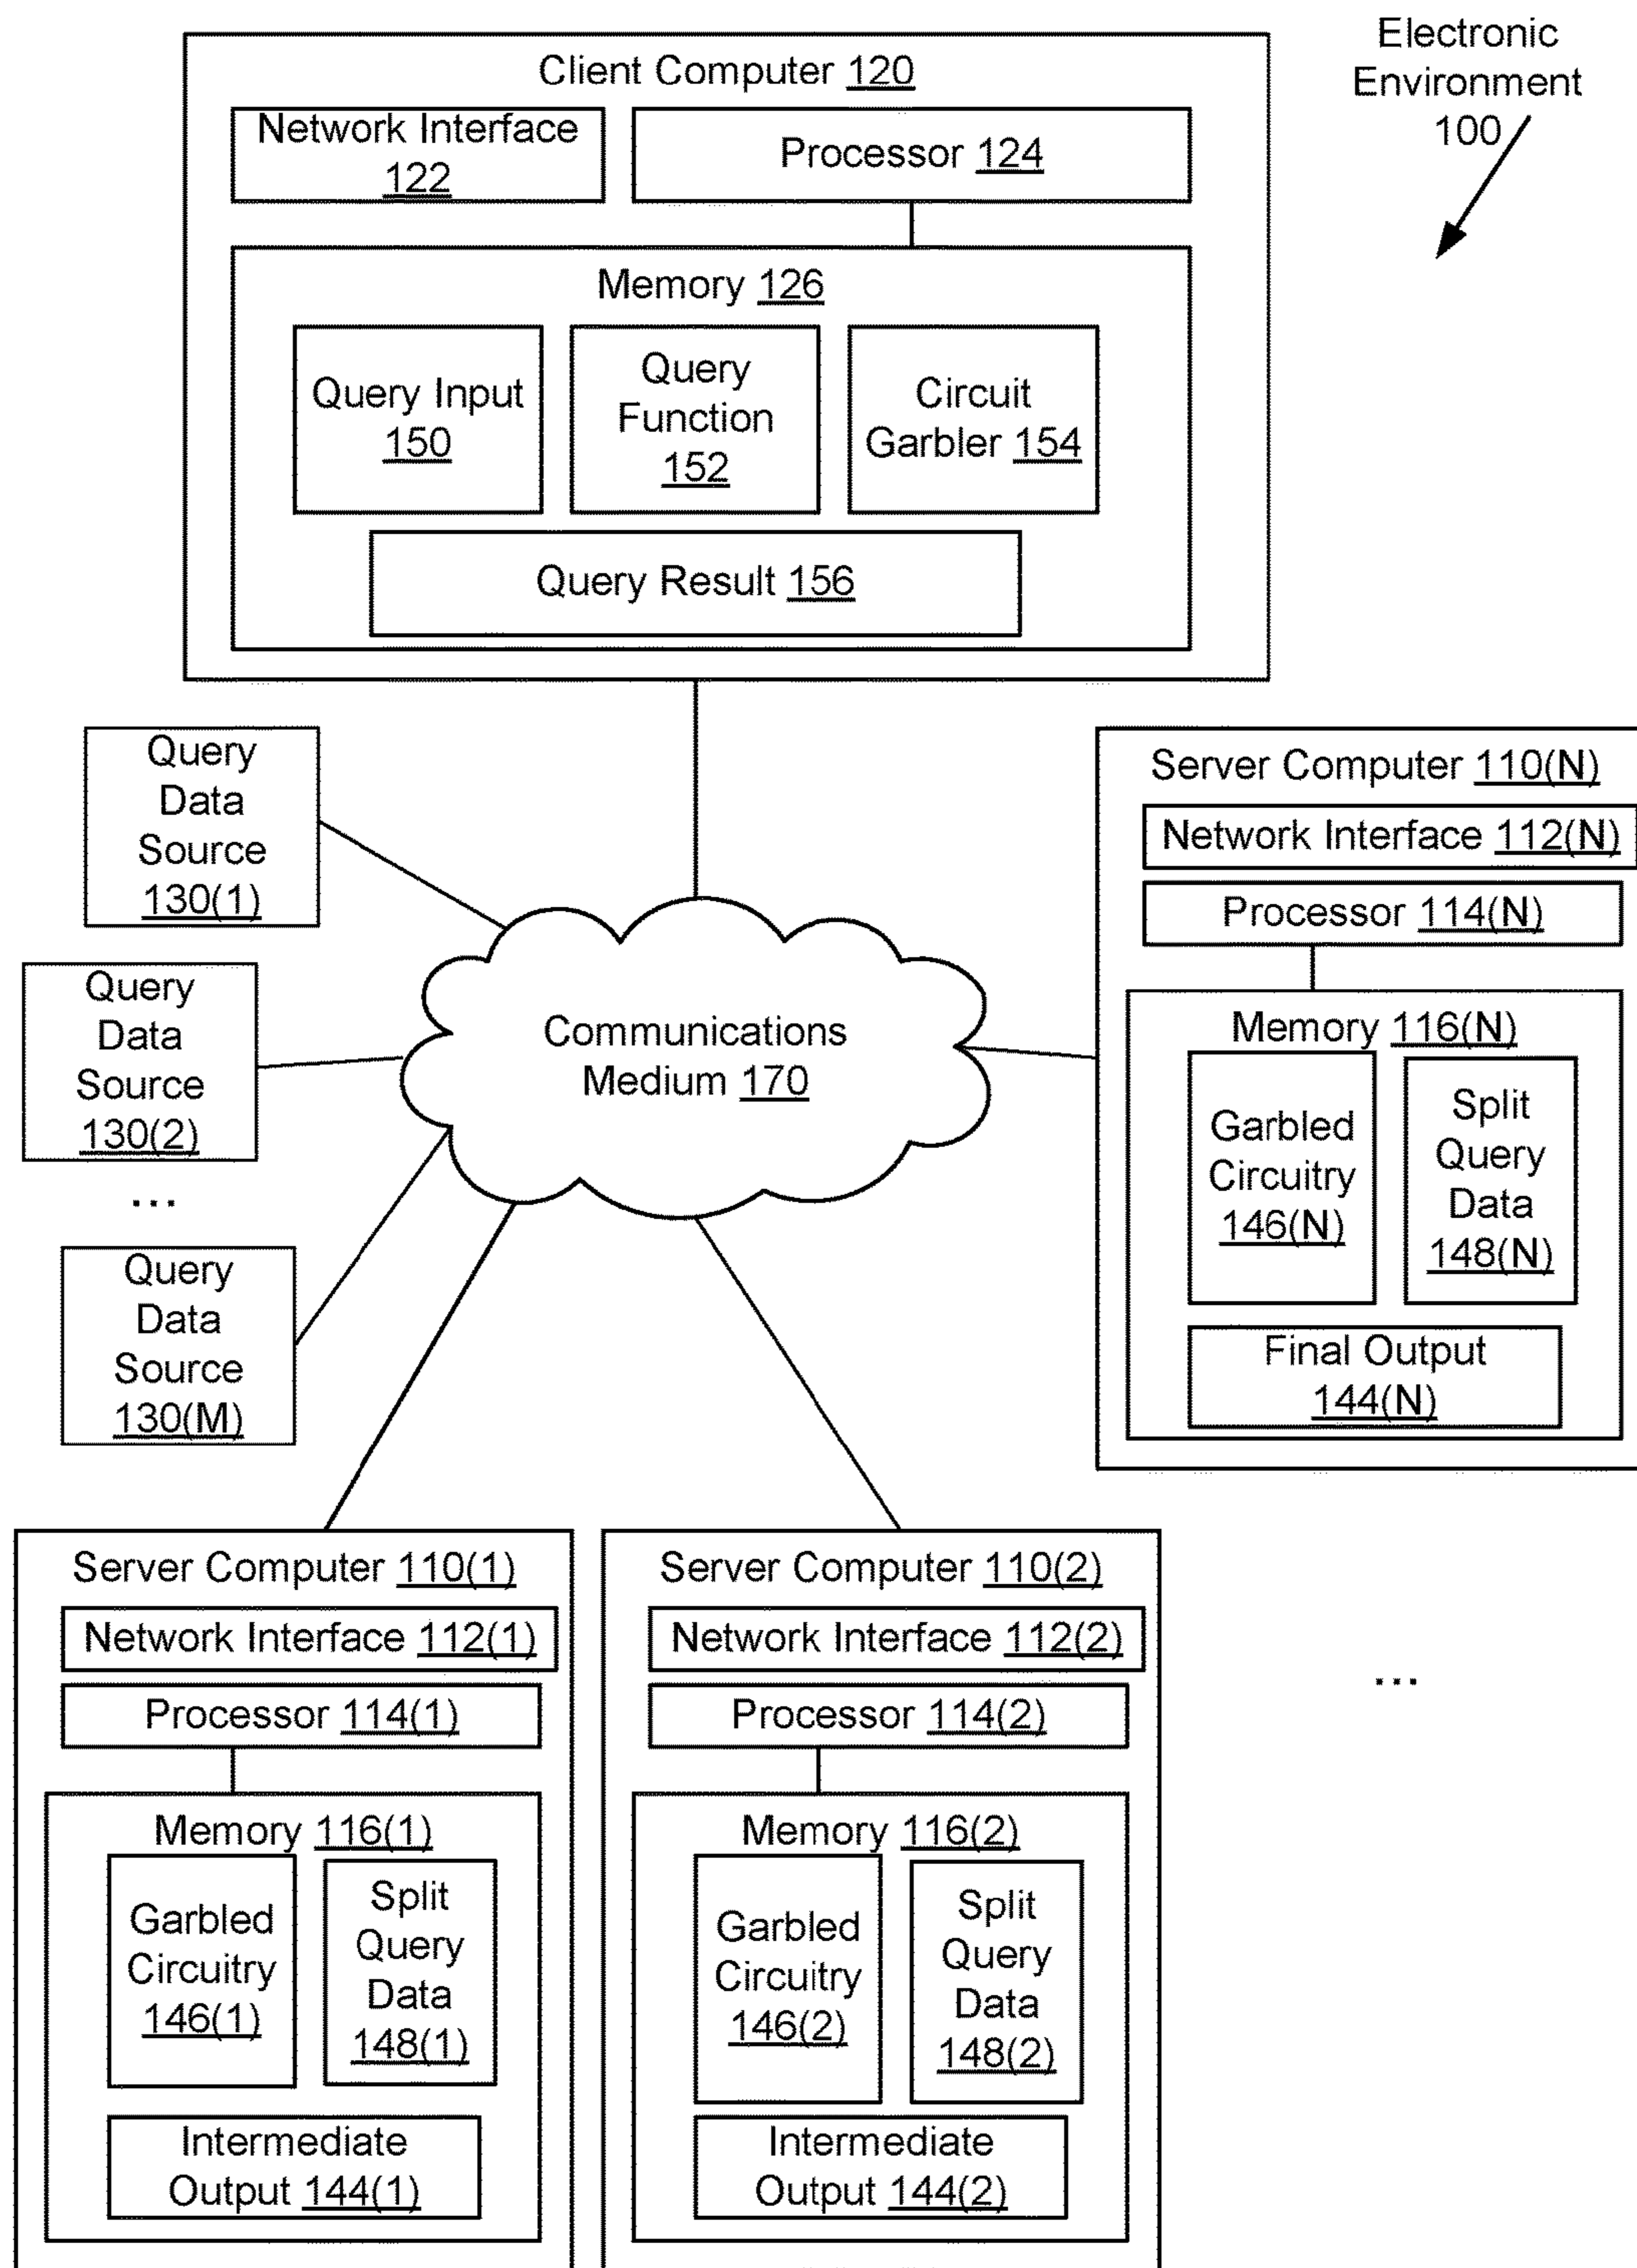 Electronic
Environment
100
Client Computer 120
Network Interface
122
Processor 124
Memory 126
Query Input
150
Query
Function
152
Circuit
Garbler 154
Query Result 156
Query
Data
Source
130(1)
Query
Data
Source
130(2)
...
Query
Data
Source
130(M)
Communications
Medium 170
Server Computer 110(N)
Network Interface 112(N)
Processor 114(N)
Memory 116(N)
Garbled
Circuitry
146(N)
Split
Query
Data
148(N)
Final Output
144(N)
Server Computer 110(1)
Network Interface 112(1)
Processor 114(1)
Memory 116(1)
Garbled
Circuitry
146(1)
Split
Query
Data
148(1)
Intermediate
Output 144(1)
Server Computer 110(2)
Network Interface 112(2)
Processor 114(2)
Memory 116(2)
Garbled
Circuitry
146(2)
Split
Query
Data
148(2)
Intermediate
Output 144(2)
...